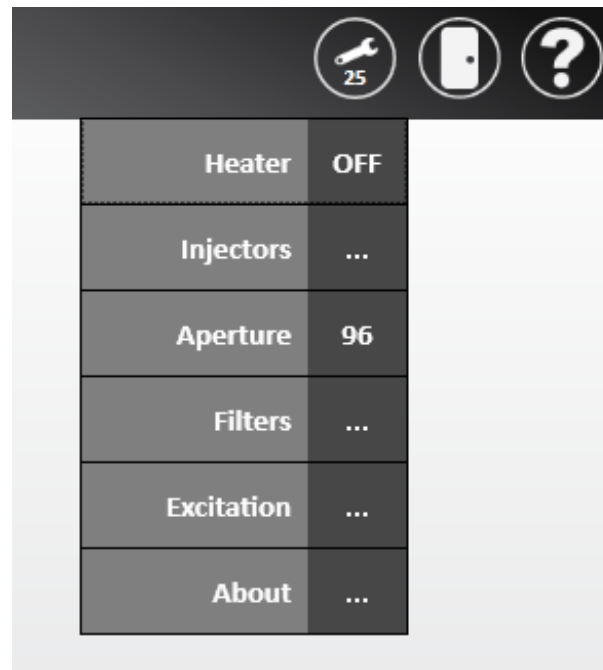 25
?
Heater OFF
Injectors ...
Aperture 96
Filters ...
Excitation ...
About ...